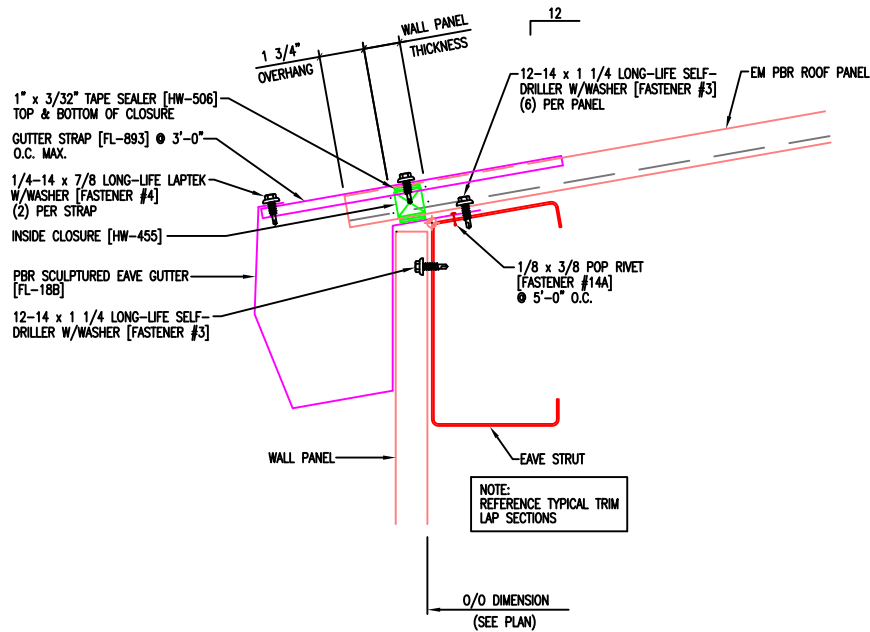 12
1 3/4"
OVERHANG
WALL PANEL
THICKNESS
1" x 3/32" TAPE SEALER [HW-506]
TOP & BOTTOM OF CLOSURE
GUTTER STRAP [FL-893] @ 3'-0"
O.C. MAX.
1/4-14 x 7/8 LONG-LIFE LAPTEK
W/WASHER [FASTENER #4]
(2) PER STRAP
INSIDE CLOSURE [HW-455]
PBR SCULPTURED EAVE GUTTER
[FL-18B]
12-14 x 1 1/4 LONG-LIFE SELF-
DRILLER W/WASHER [FASTENER #3]
12-14 x 1 1/4 LONG-LIFE SELF-
DRILLER W/WASHER [FASTENER #3]
(6) PER PANEL
EM PBR ROOF PANEL
1/8 x 3/8 POP RIVET
[FASTENER #14A]
@ 5'-0" O.C.
WALL PANEL
EAVE STRUT
NOTE:
REFERENCE TYPICAL TRIM
LAP SECTIONS
O/O DIMENSION
(SEE PLAN)